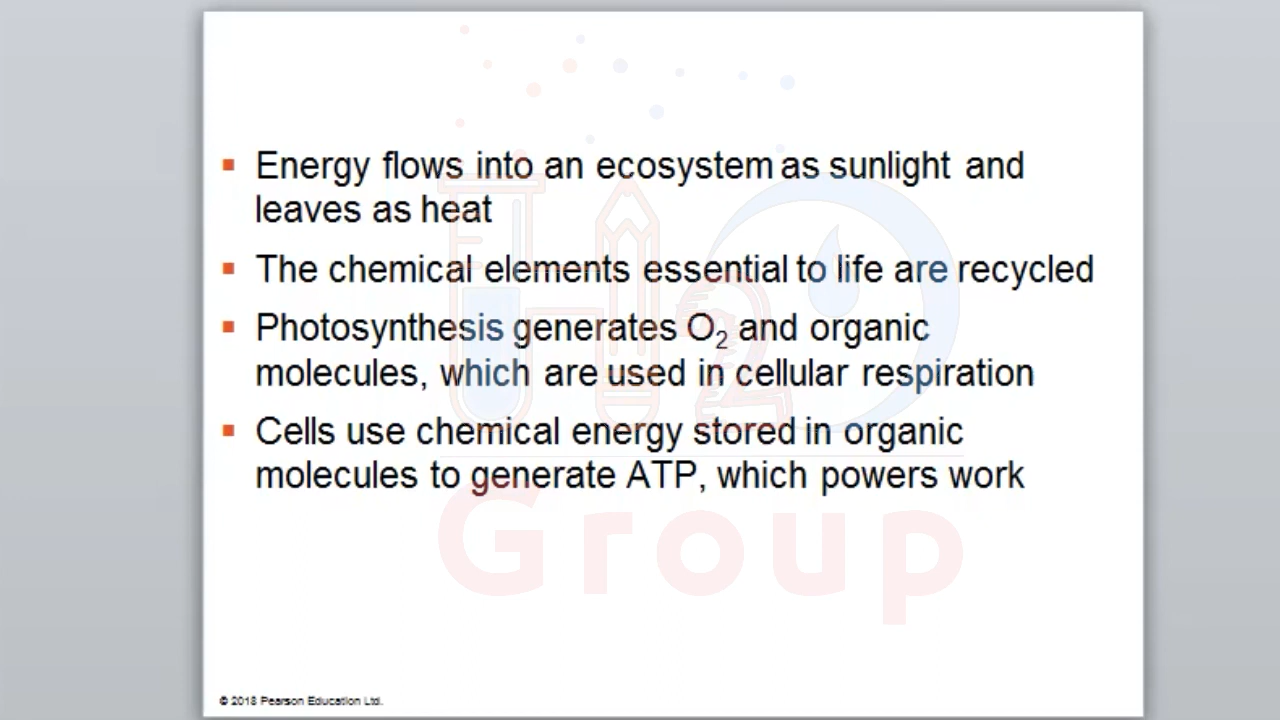 Energy flows into an ecosystem as sunlight and
leaves as heat
The chemical elements essential to life are recycled
Photosynthesis generates O₂ and organic
molecules, which are used in cellular respiration
Cells use chemical energy stored in organic
molecules to generate ATP, which powers work
H2O
Group
© 2018 Pearson Education Ltd.